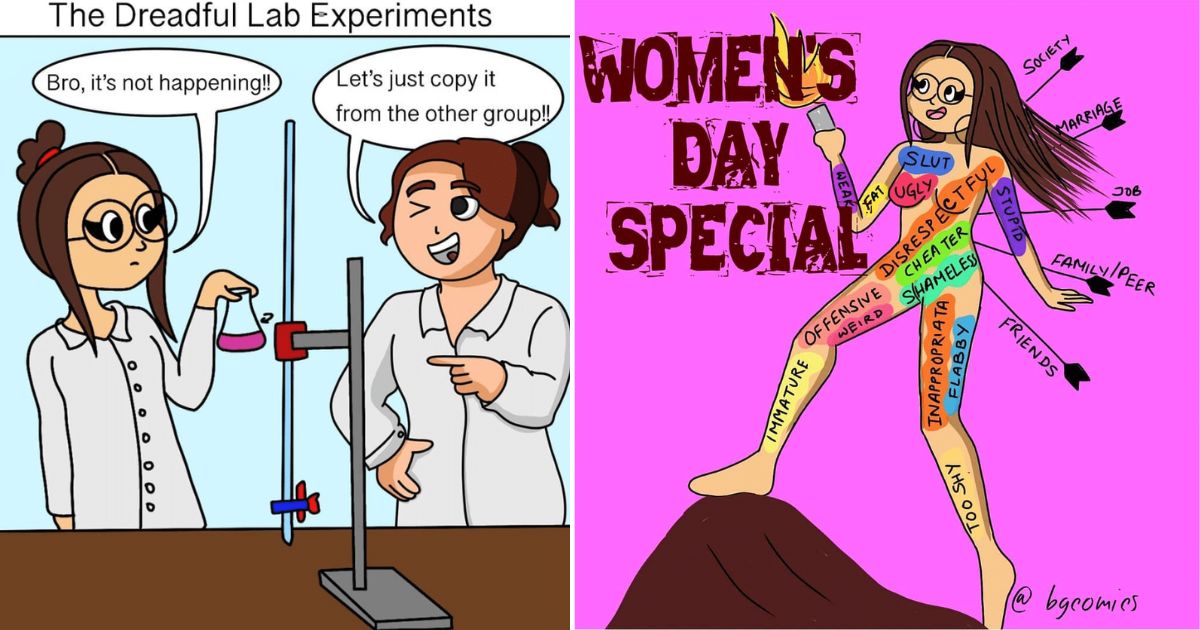 The Dreadful Lab Experiments
Bro, it's not happening!!
Let's just copy it
from the other group!!
WOMEN'S
DAY
SPECIAL
SOCIETY
MARRIAGE
JOB
FAMILY/PEER
FRIENDS
WEAK
FAT
SLUT
UGLY
DISRESPECTFUL
STUPID
CHEATER
SHAMELESS
OFFENSIVE
WEIRD
IMMATURE
INAPPROPRIATA
FLABBY
TOO SHY
@ bgcomics